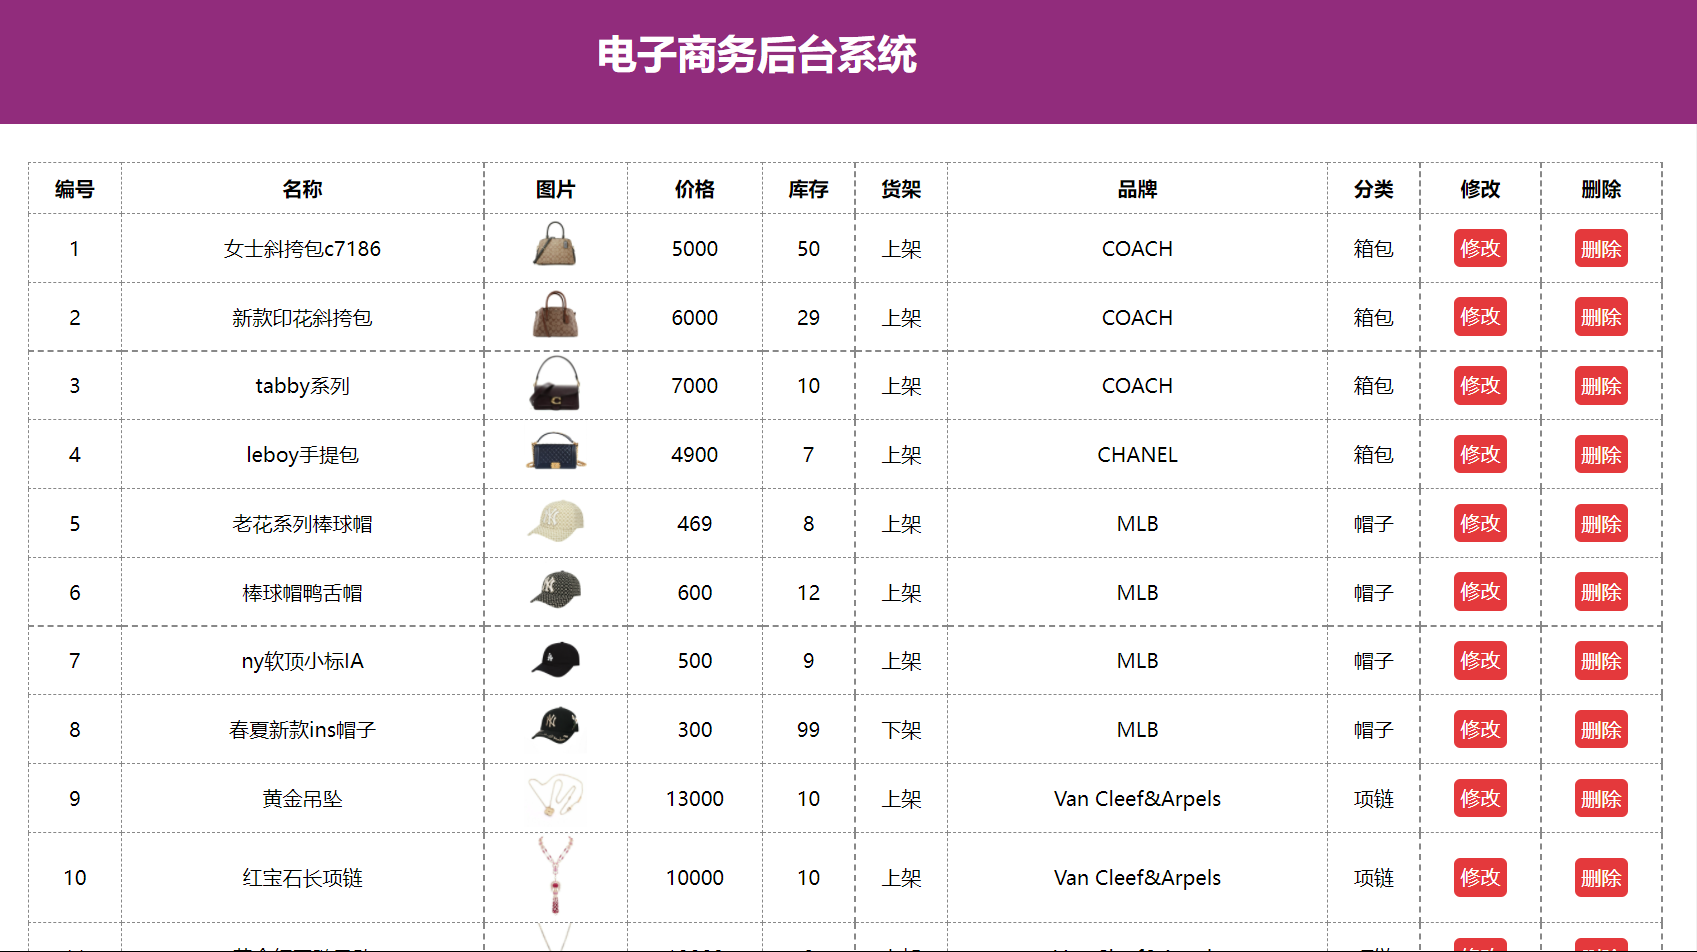 电子商务后台系统
编号 名称 图片 价格 库存 货架 品牌 分类 修改 删除
1 女士斜挎包c7186 5000 50 上架 COACH 箱包 修改 删除
2 新款印花斜挎包 6000 29 上架 COACH 箱包 修改 删除
3 tabby系列 7000 10 上架 COACH 箱包 修改 删除
4 leboy手提包 4900 7 上架 CHANEL 箱包 修改 删除
5 老花系列棒球帽 469 8 上架 MLB 帽子 修改 删除
6 棒球帽鸭舌帽 600 12 上架 MLB 帽子 修改 删除
7 ny软顶小标IA 500 9 上架 MLB 帽子 修改 删除
8 春夏新款ins帽子 300 99 下架 MLB 帽子 修改 删除
9 黄金吊坠 13000 10 上架 Van Cleef&Arpels 项链 修改 删除
10 红宝石长项链 10000 10 上架 Van Cleef&Arpels 项链 修改 删除